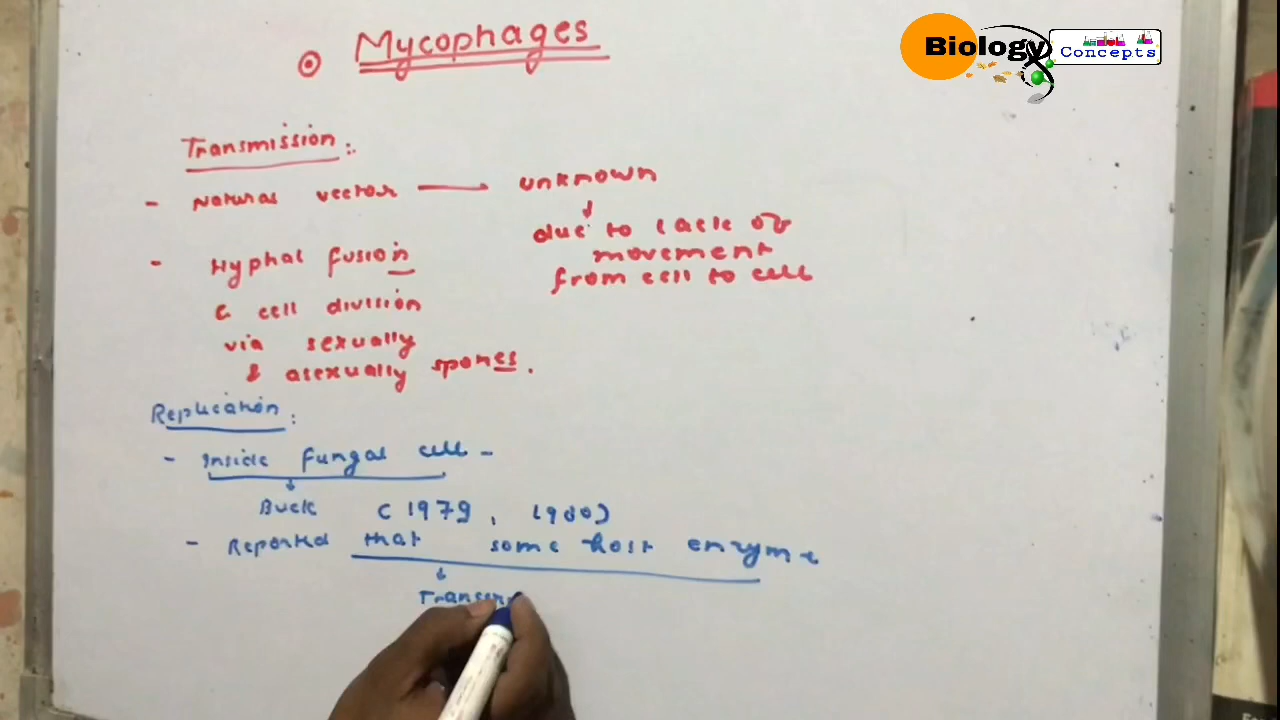 Mycophages
Biology
Concepts
Transmission :
- Natural vector — unknown
due to lack of
movement
from cell to cell
- Hyphal fusion
cell division
via sexually
& asexually spores.
Replication :
- Inside fungal cell -
Buck (1979, 1980)
- Reported that some host enzyme
Transcr